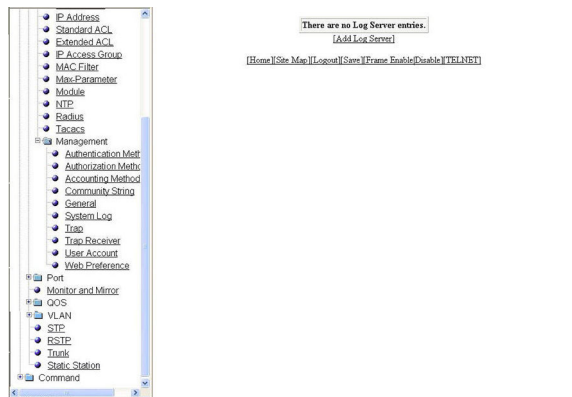 IP Address
Standard ACL
Extended ACL
IP Access Group
MAC Filter
Max-Parameter
Module
NTP
Radius
Tacacs
Management
Authentication Meth
Authorization Metho
Accounting Method
Community String
General
System Log
Trap
Trap Receiver
User Account
Web Preference
Port
Monitor and Mirror
QOS
VLAN
STP
RSTP
Trunk
Static Station
Command
There are no Log Server entries.
[Add Log Server]
[Home][Site Map][Logout][Save][Frame Enable|Disable][TELNET]